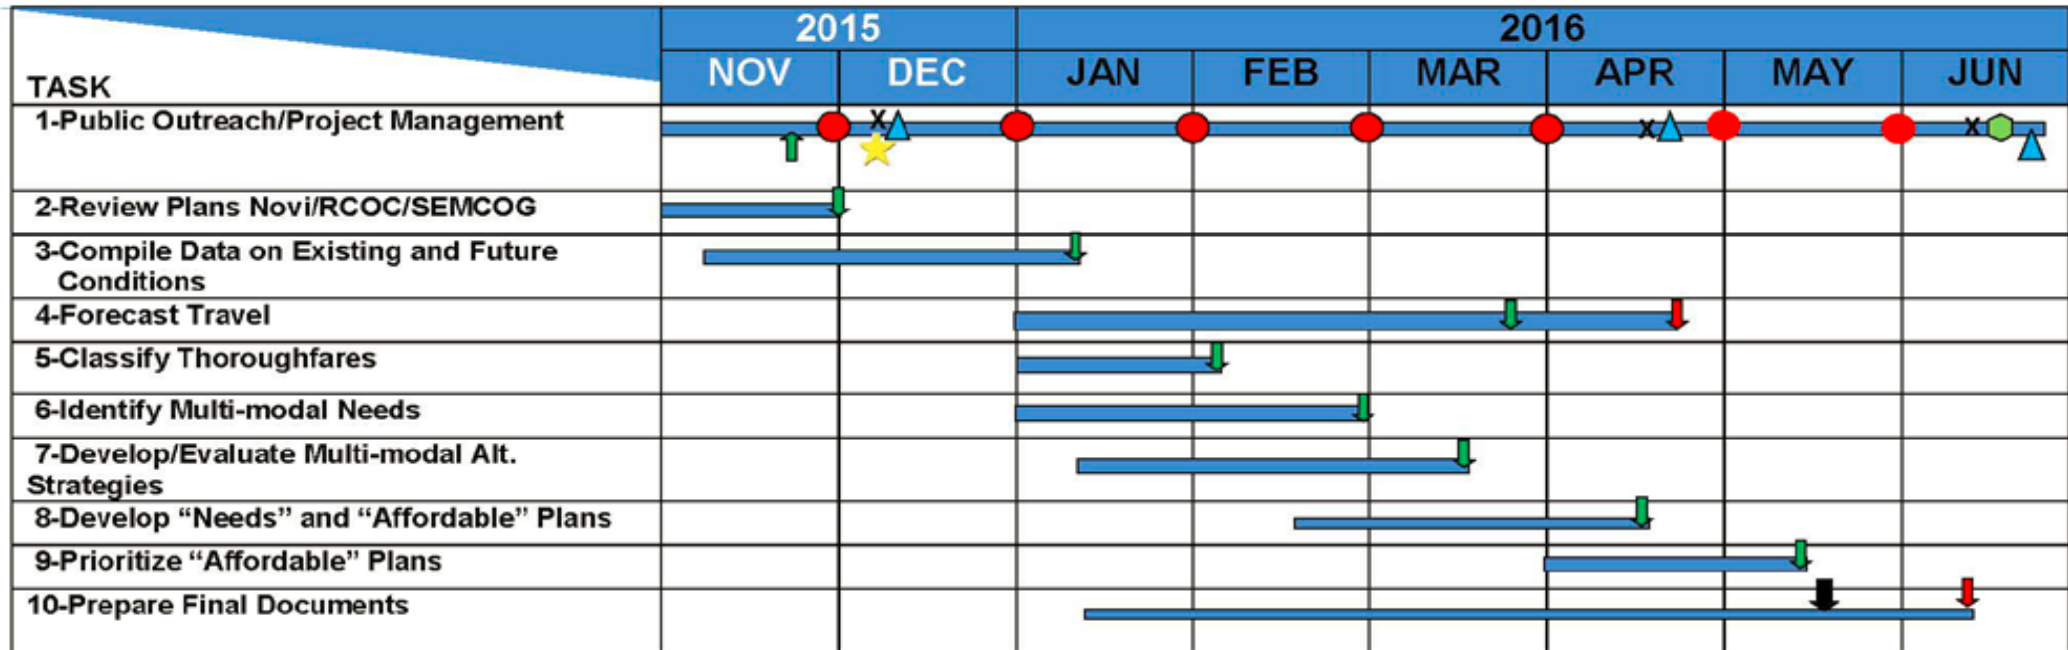 2015 2016
TASK NOV DEC JAN FEB MAR APR MAY JUN
1-Public Outreach/Project Management
X X X
2-Review Plans Novi/RCOC/SEMCOG
3-Compile Data on Existing and Future
Conditions
4-Forecast Travel
5-Classify Thoroughfares
6-Identify Multi-modal Needs
7-Develop/Evaluate Multi-modal Alt.
Strategies
8-Develop “Needs” and “Affordable” Plans
9-Prioritize “Affordable” Plans
10-Prepare Final Documents